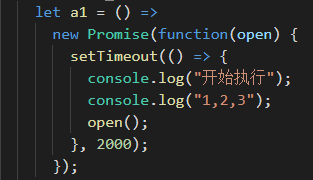 let a1 = () =>
new Promise(function(open) {
setTimeout(() => {
console.log("开始执行");
console.log("1,2,3");
open();
}, 2000);
});